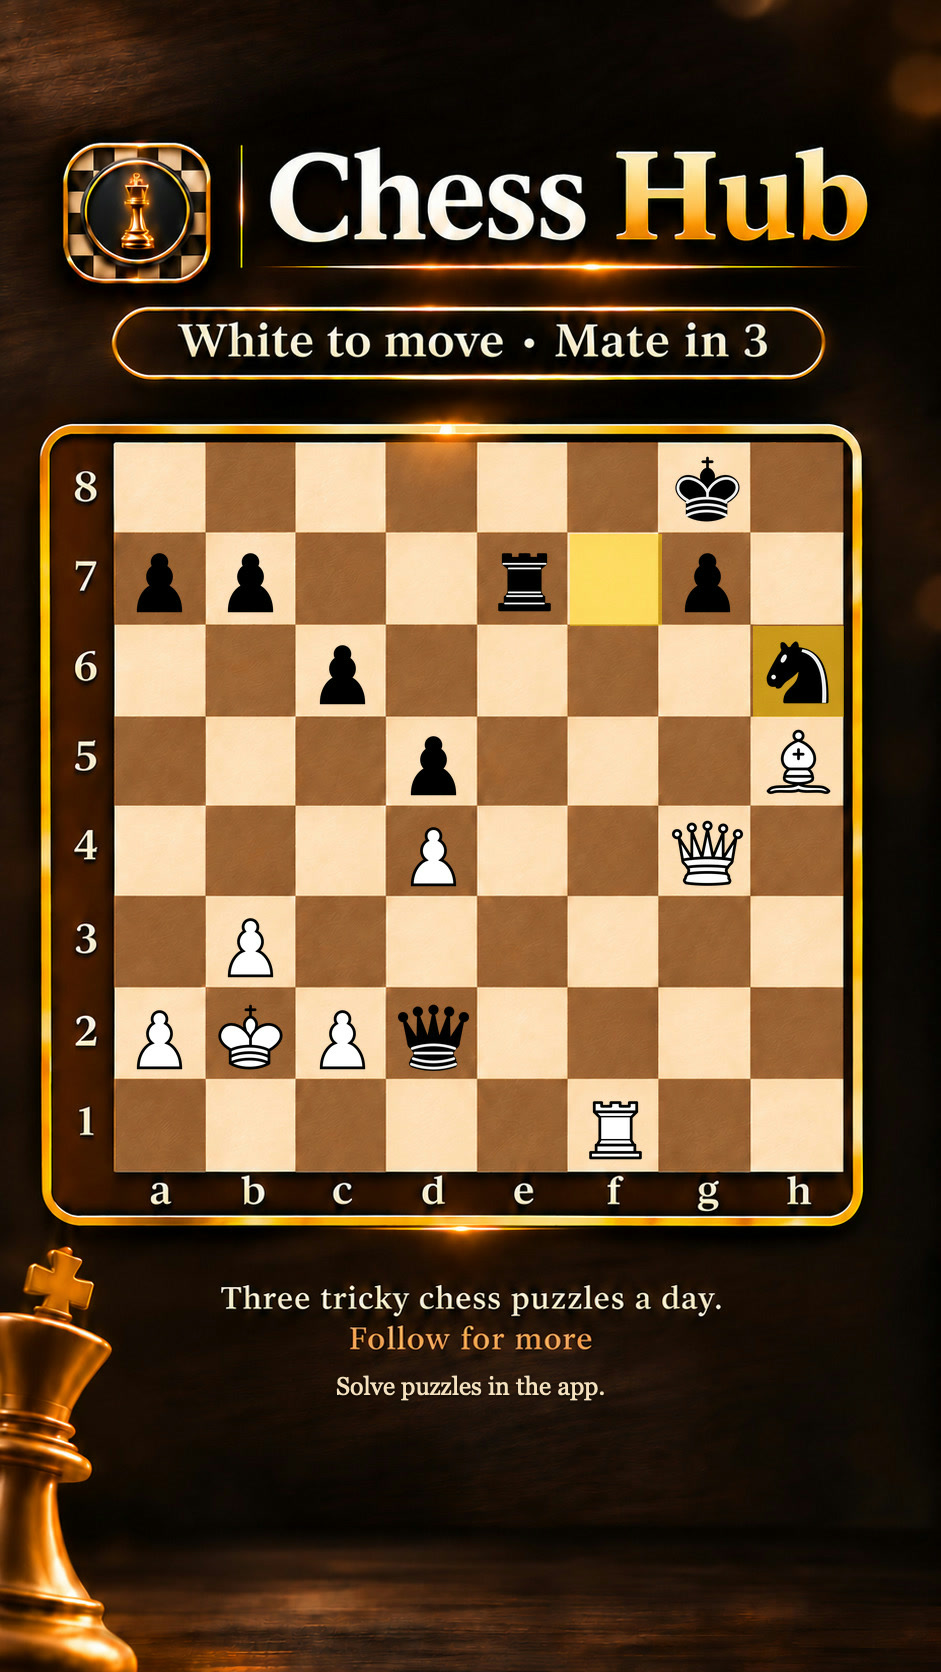 Chess Hub
White to move • Mate in 3
8
7
6
5
4
3
2
1
a b c d e f g h
Three tricky chess puzzles a day.
Follow for more
Solve puzzles in the app.